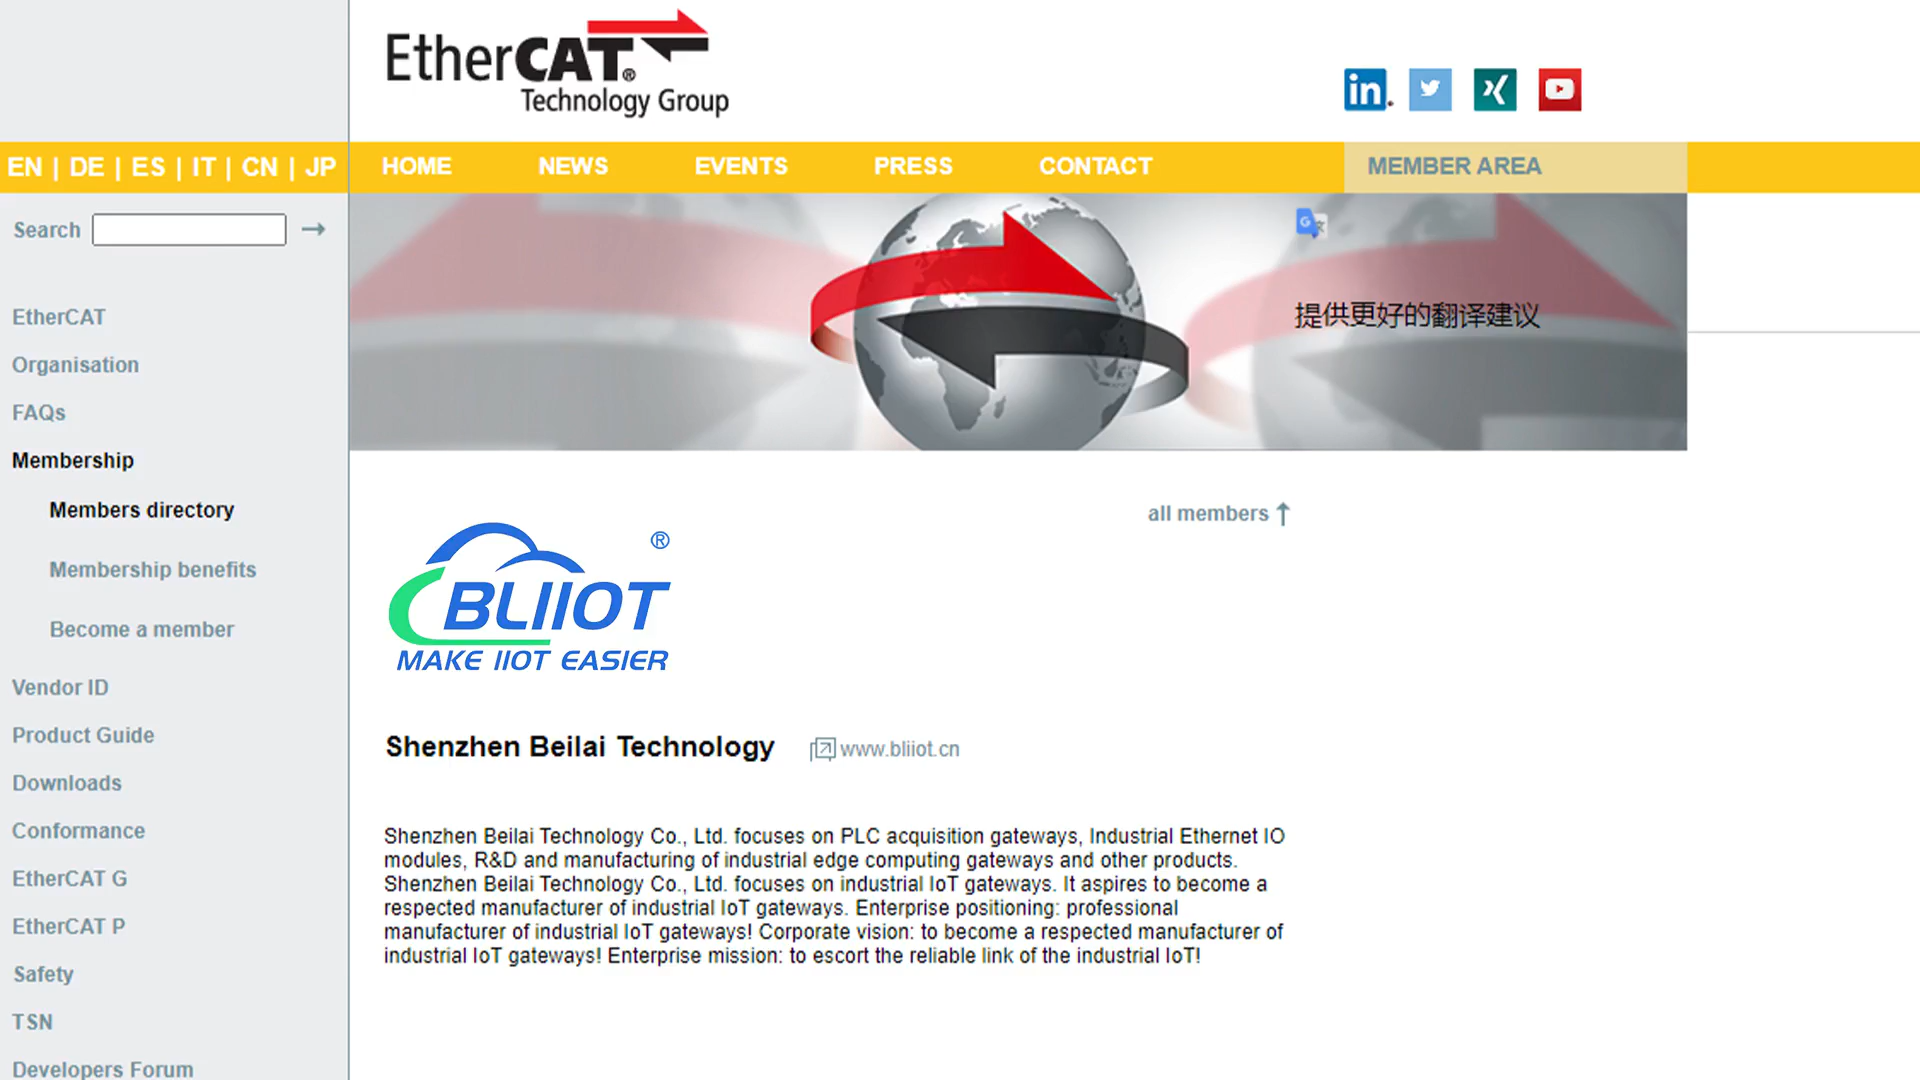 EtherCAT®
Technology Group
in
EN | DE | ES | IT | CN | JP
HOME NEWS EVENTS PRESS CONTACT MEMBER AREA
Search
G 文
提供更好的翻译建议
EtherCAT
Organisation
FAQs
Membership
Members directory
Membership benefits
Become a member
Vendor ID
Product Guide
Downloads
Conformance
EtherCAT G
EtherCAT P
Safety
TSN
Developers Forum
all members
BLIIOT®
MAKE IIOT EASIER
Shenzhen Beilai Technology www.bliiot.cn
Shenzhen Beilai Technology Co., Ltd. focuses on PLC acquisition gateways, Industrial Ethernet IO
modules, R&D and manufacturing of industrial edge computing gateways and other products.
Shenzhen Beilai Technology Co., Ltd. focuses on industrial IoT gateways. It aspires to become a
respected manufacturer of industrial IoT gateways. Enterprise positioning: professional
manufacturer of industrial IoT gateways! Corporate vision: to become a respected manufacturer of
industrial IoT gateways! Enterprise mission: to escort the reliable link of the industrial IoT!